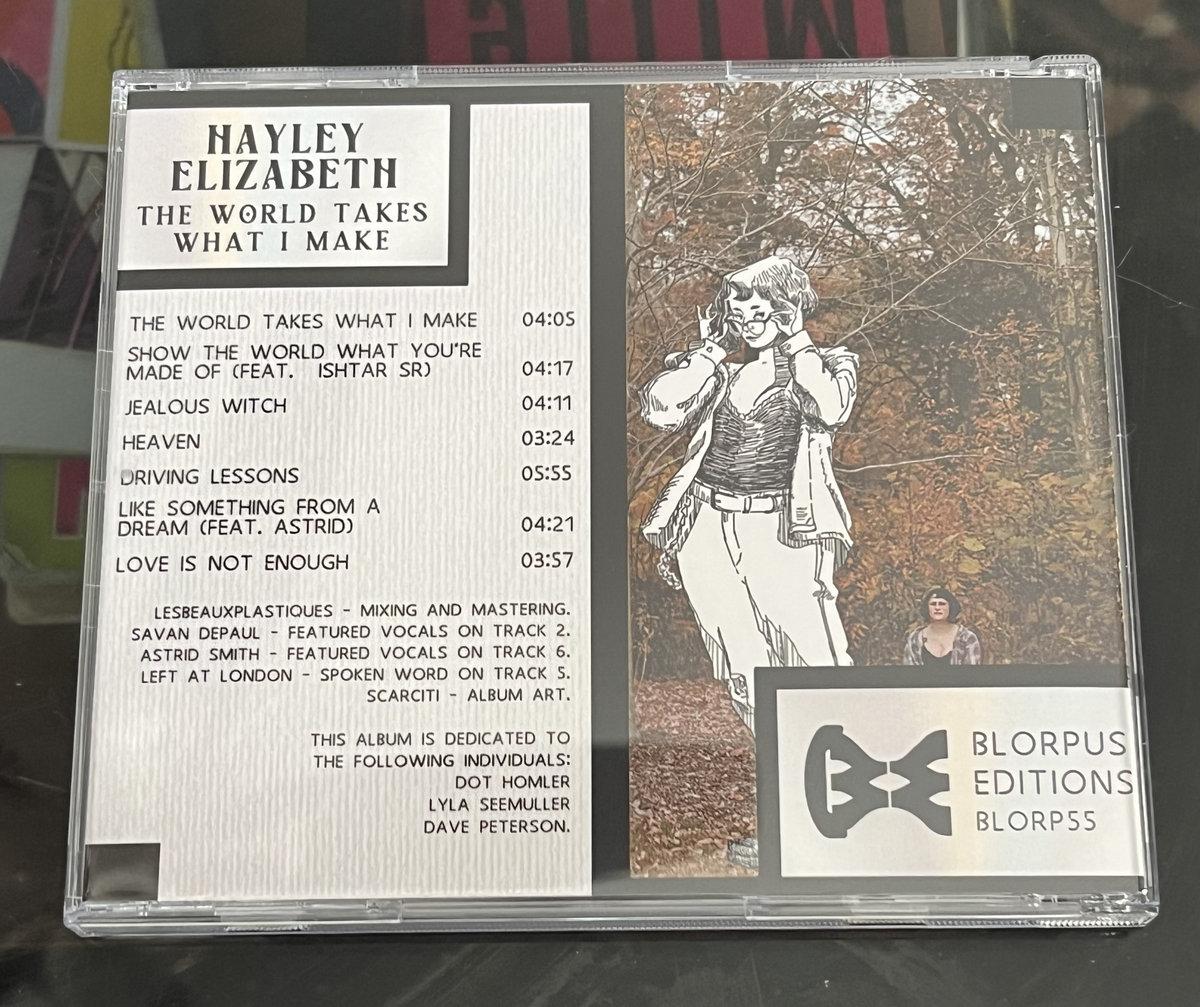 HAYLEY
ELIZABETH
THE WORLD TAKES
WHAT I MAKE
THE WORLD TAKES WHAT I MAKE 04:05
SHOW THE WORLD WHAT YOU'RE
MADE OF (FEAT. ISHTAR SR) 04:17
JEALOUS WITCH 04:11
HEAVEN 03:24
DRIVING LESSONS 05:55
LIKE SOMETHING FROM A
DREAM (FEAT. ASTRID) 04:21
LOVE IS NOT ENOUGH 03:57
LESBEAUXPLASTIQUES - MIXING AND MASTERING.
SAVAN DEPAUL - FEATURED VOCALS ON TRACK 2.
ASTRID SMITH - FEATURED VOCALS ON TRACK 6.
LEFT AT LONDON - SPOKEN WORD ON TRACK 5.
SCARCITI - ALBUM ART.
THIS ALBUM IS DEDICATED TO
THE FOLLOWING INDIVIDUALS:
DOT HOMLER
LYLA SEEMULLER
DAVE PETERSON.
BLORPUS
EDITIONS
BLORP55